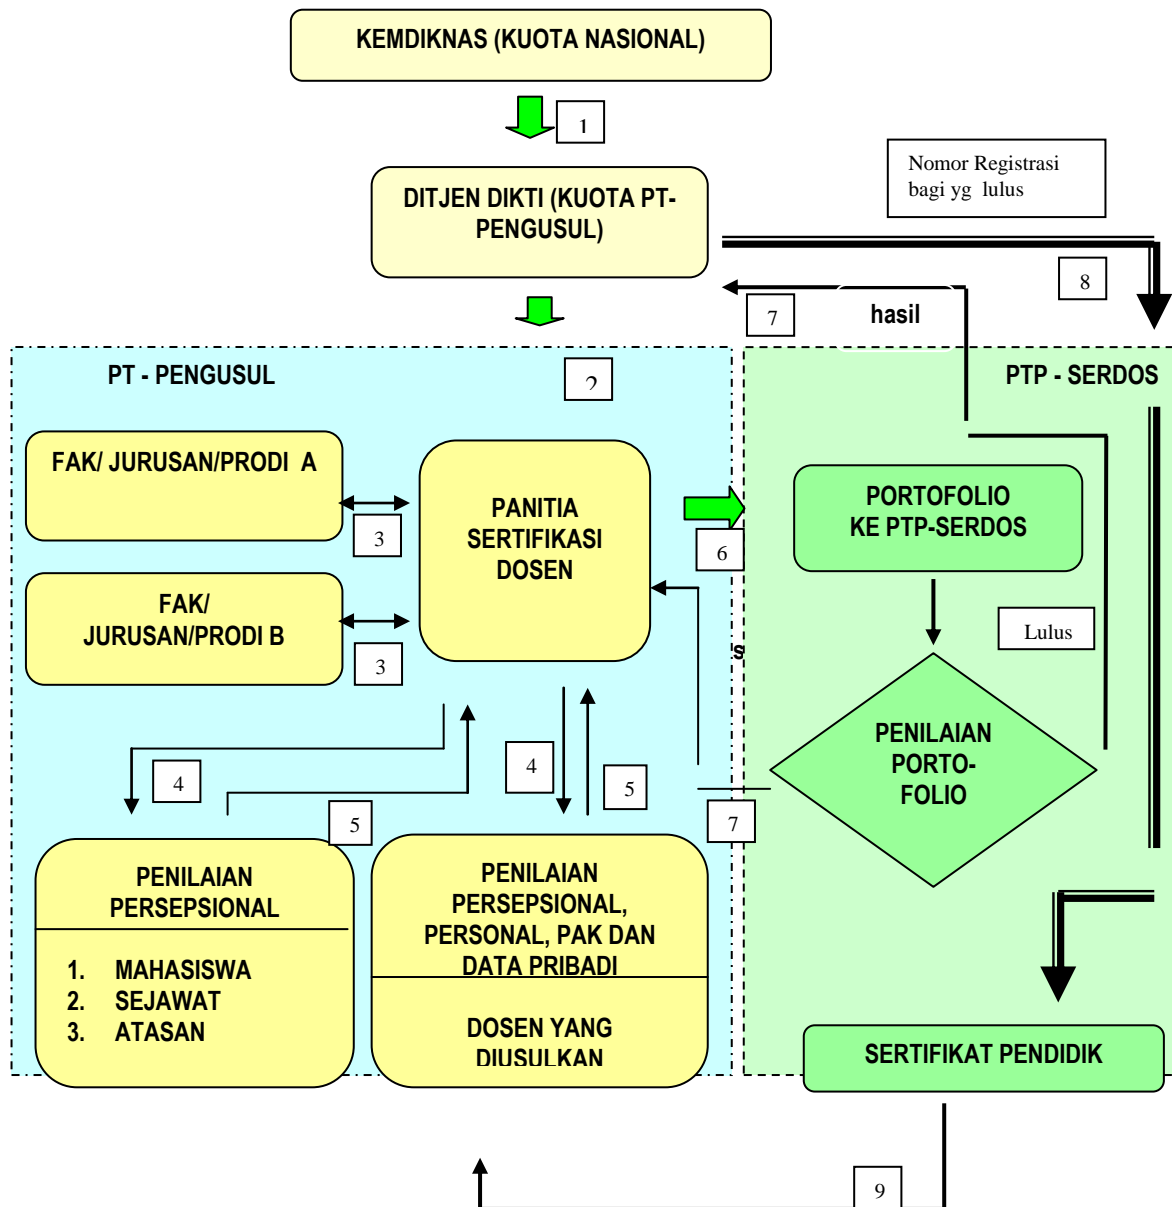 KEMDIKNAS (KUOTA NASIONAL)
1
Nomor Registrasi
bagi yg lulus
DITJEN DIKTI (KUOTA PT-
PENGUSUL)
8
7
hasil
PT - PENGUSUL
2
PTP - SERDOS
FAK/ JURUSAN/PRODI A
3
PANITIA
SERTIFIKASI
DOSEN
6
PORTOFOLIO
KE PTP-SERDOS
FAK/
JURUSAN/PRODI B
3
s
Lulus
4
5
4
5
7
PENILAIAN
PORTO-
FOLIO
PENILAIAN
PERSEPSIONAL
1. MAHASISWA
2. SEJAWAT
3. ATASAN
PENILAIAN
PERSEPSIONAL,
PERSONAL, PAK DAN
DATA PRIBADI
DOSEN YANG
DIUSULKAN
SERTIFIKAT PENDIDIK
9